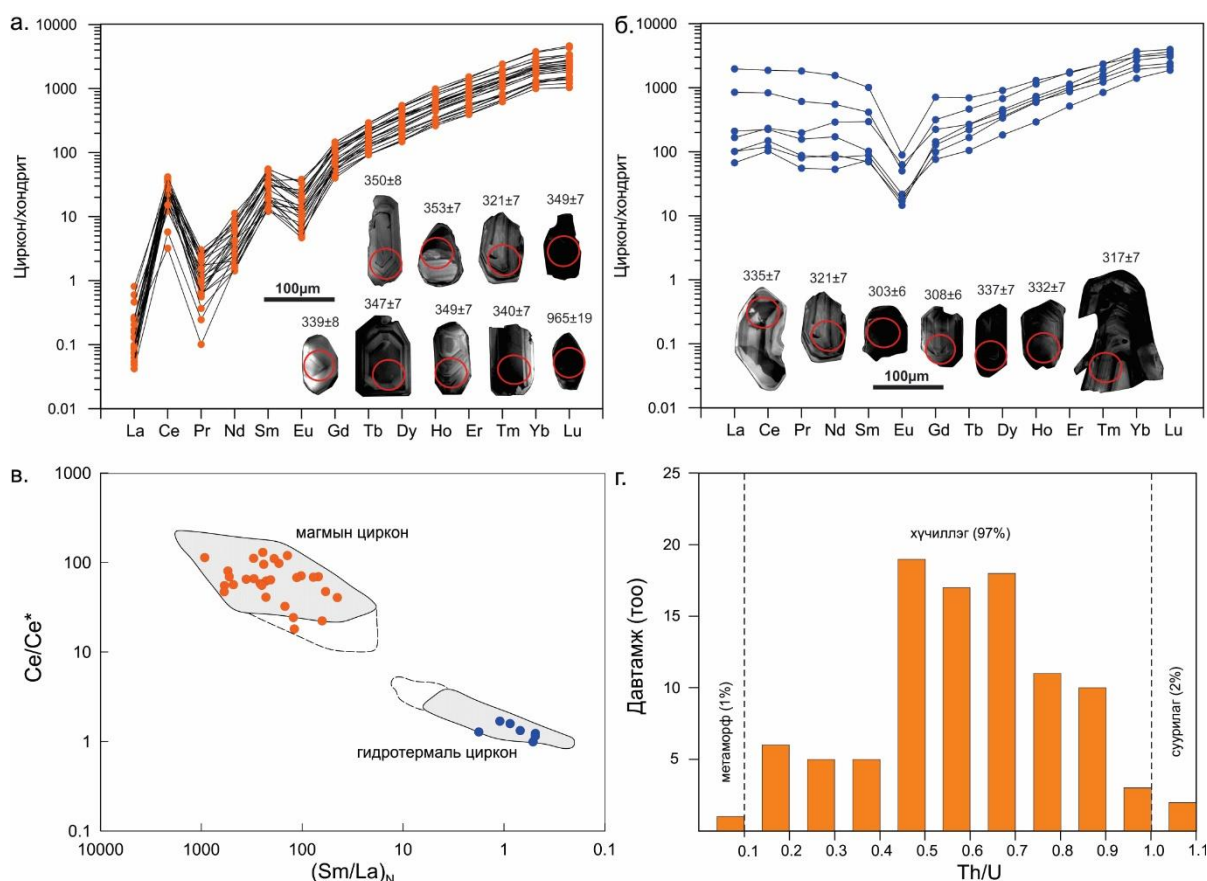 а.
10000
1000
100
10
1
0.1
0.01
Циркон/хондрит
350±8
353±7
321±7
349±7
100µm
339±8
347±7
349±7
340±7
965±19
La Ce Pr Nd Sm Eu Gd Tb Dy Ho Er Tm Yb Lu
б.
10000
1000
100
10
1
0.1
0.01
Циркон/хондрит
335±7
321±7
303±6
308±6
337±7
332±7
317±7
100µm
La Ce Pr Nd Sm Eu Gd Tb Dy Ho Er Tm Yb Lu
в.
1000
100
10
1
0.1
Ce/Ce*
магмын циркон
гидротермаль циркон
10000 1000 100 10 1 0.1
(Sm/La)N
г.
25
20
15
10
5
Давтамж (тоо)
метаморф (1%)
хүчиллэг (97%)
суурилаг (2%)
0.1 0.2 0.3 0.4 0.5 0.6 0.7 0.8 0.9 1.0 1.1
Th/U